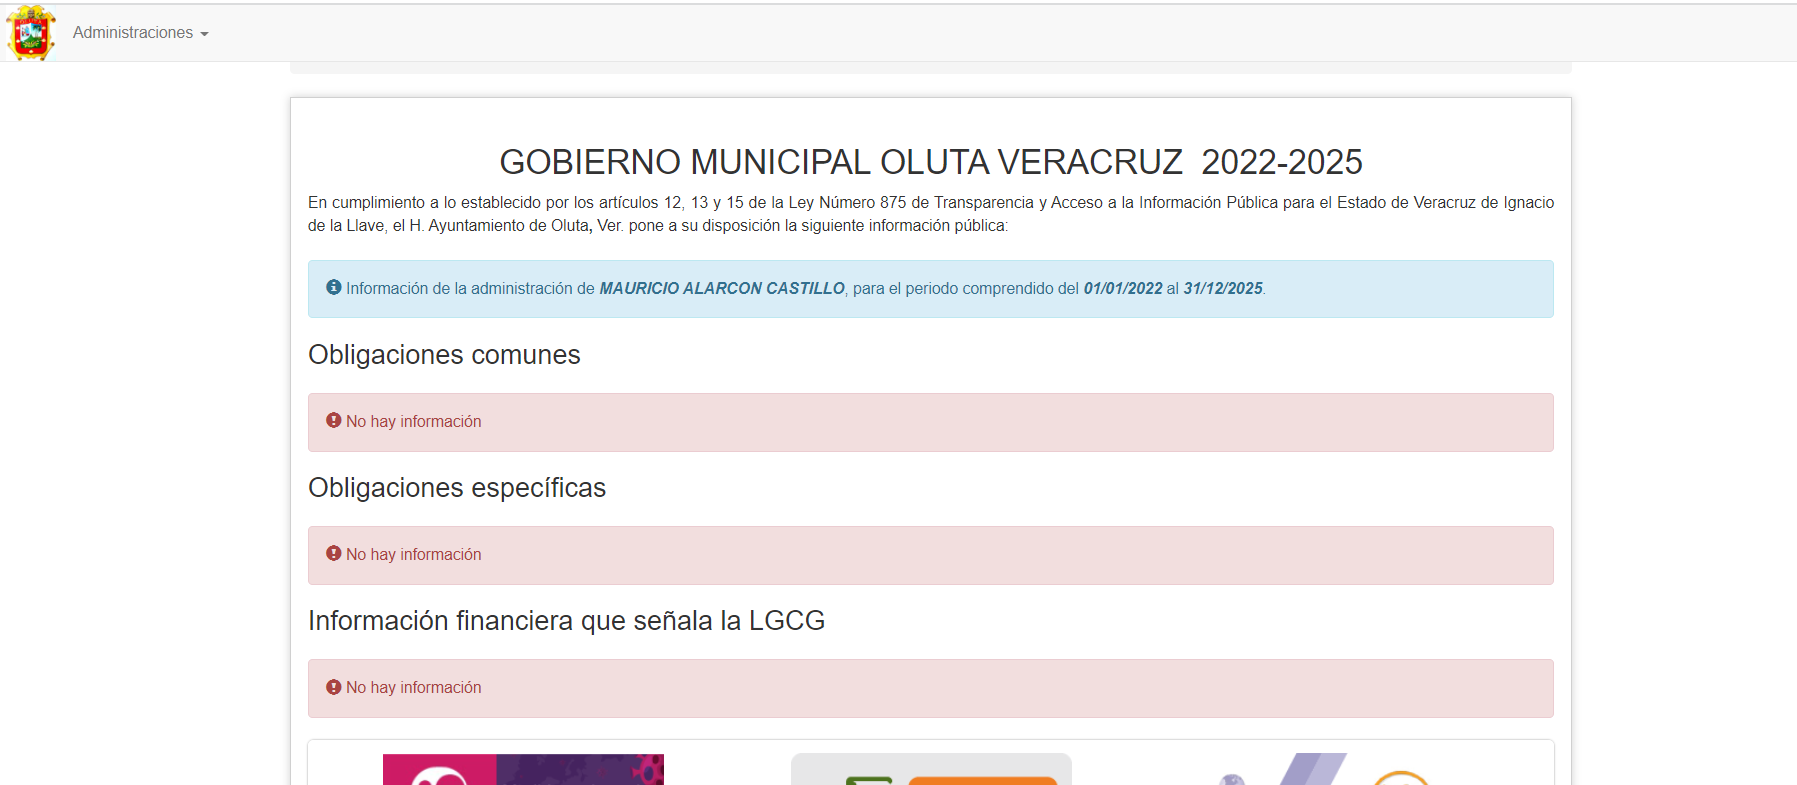 Administraciones
GOBIERNO MUNICIPAL OLUTA VERACRUZ 2022-2025
En cumplimiento a lo establecido por los artículos 12, 13 y 15 de la Ley Número 875 de Transparencia y Acceso a la Información Pública para el Estado de Veracruz de Ignacio
de la Llave, el H. Ayuntamiento de Oluta, Ver. pone a su disposición la siguiente información pública:
Información de la administración de MAURICIO ALARCON CASTILLO, para el periodo comprendido del 01/01/2022 al 31/12/2025.
Obligaciones comunes
No hay información
Obligaciones específicas
No hay información
Información financiera que señala la LGCG
No hay información